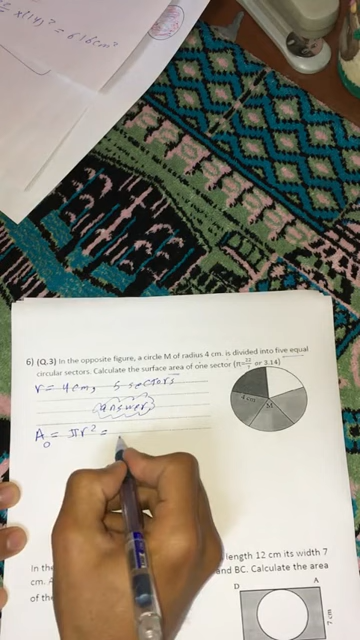 x(14)² = 616cm²
6) (Q.3) In the opposite figure, a circle M of radius 4 cm. is divided into five equal
circular sectors. Calculate the surface area of one sector (π=22/7 or 3.14)
r = 4cm, 5 sectors
answer
4 cm
M
A = πr² =
In the
length 12 cm its width 7
cm.
and BC. Calculate the area
of the
D
A
7 cm